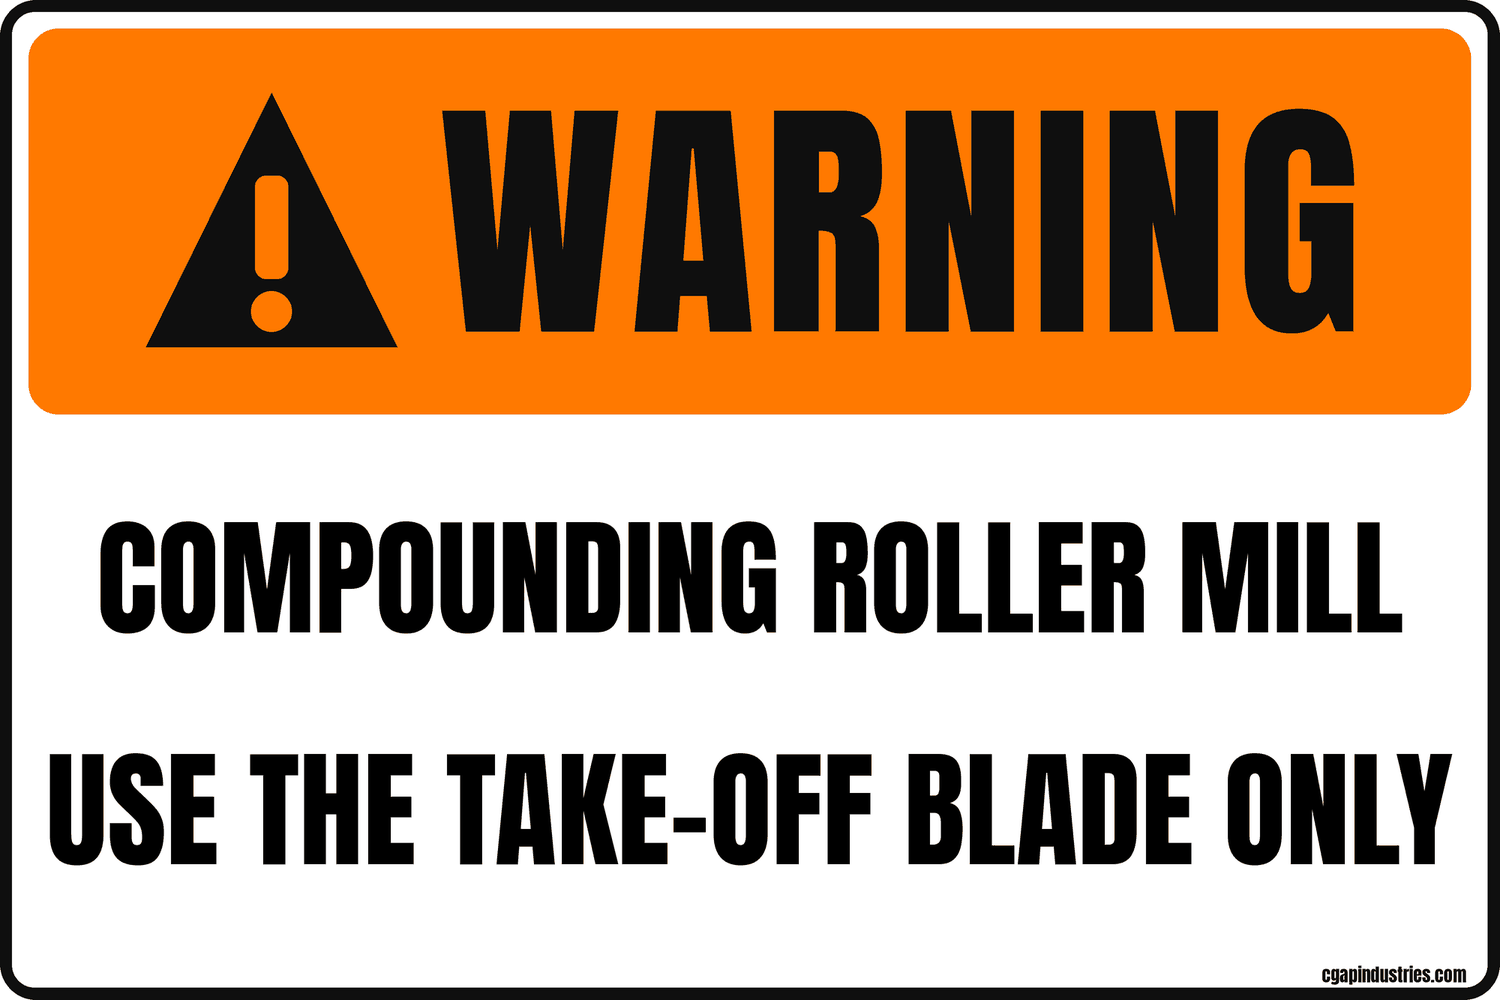 WARNING
COMPOUNDING ROLLER MILL
USE THE TAKE-OFF BLADE ONLY
cgapindustries.com